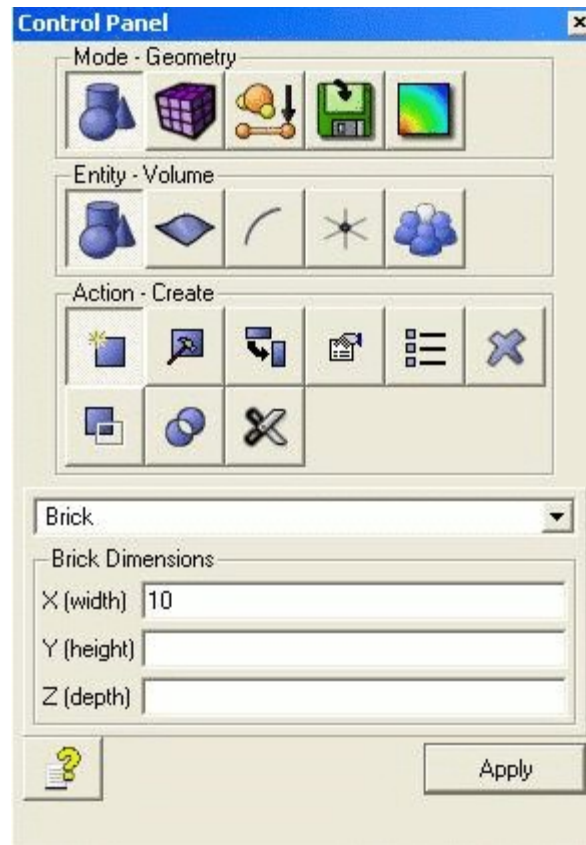 Control Panel
Mode - Geometry
Entity - Volume
Action - Create
Brick
Brick Dimensions
X (width) 10
Y (height)
Z (depth)
Apply